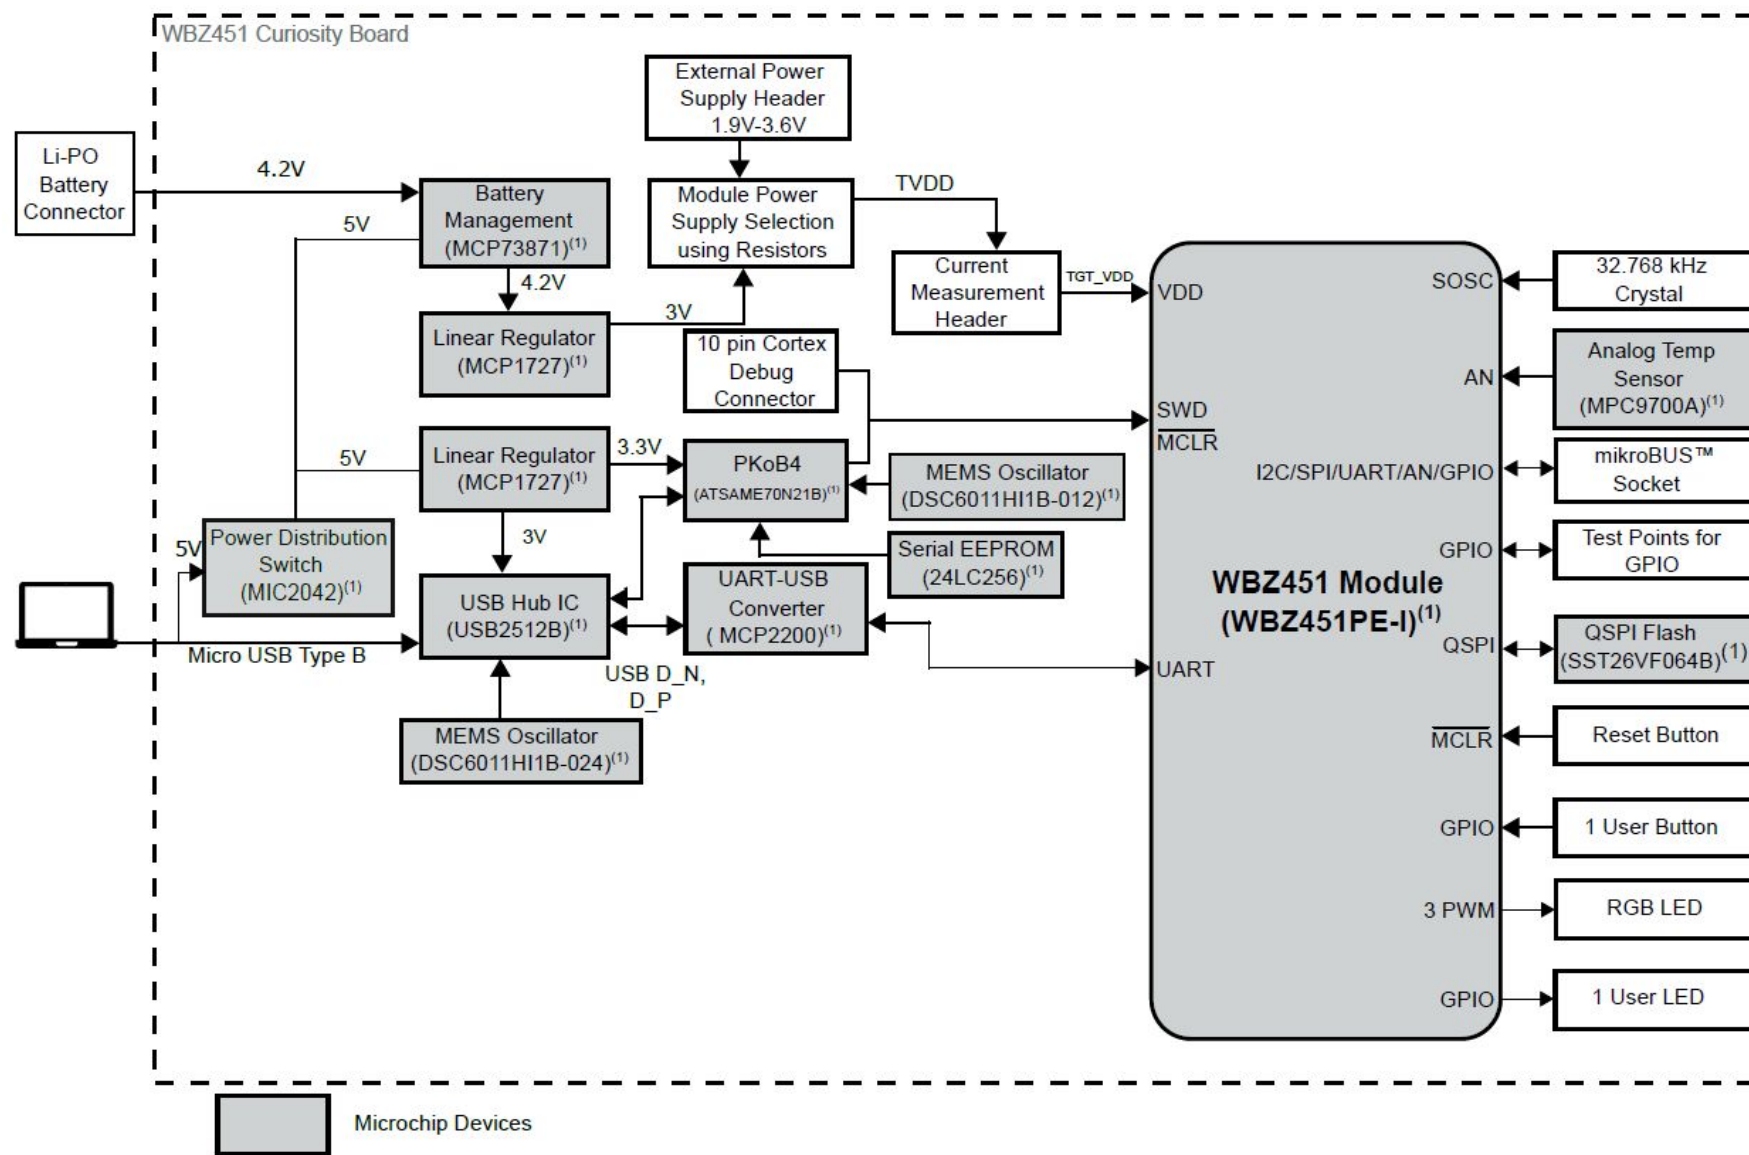 WBZ451 Curiosity Board
External Power
Supply Header
1.9V-3.6V
Li-PO
Battery
Connector
4.2V
Battery
Management
(MCP73871)(1)
5V
Module Power
Supply Selection
using Resistors
TVDD
Current
Measurement
Header
TGT_VDD
4.2V
Linear Regulator
(MCP1727)(1)
3V
10 pin Cortex
Debug
Connector
Linear Regulator
(MCP1727)(1)
5V
3.3V
PKoB4
(ATSAME70N21B)(1)
MEMS Oscillator
(DSC6011HI1B-012)(1)
Serial EEPROM
(24LC256)(1)
Power Distribution
Switch
(MIC2042)(1)
5V
3V
USB Hub IC
(USB2512B)(1)
UART-USB
Converter
( MCP2200)(1)
Micro USB Type B
USB D_N,
D_P
MEMS Oscillator
(DSC6011HI1B-024)(1)
VDD
SWD
MCLR
UART
WBZ451 Module
(WBZ451PE-I)(1)
SOSC
AN
I2C/SPI/UART/AN/GPIO
GPIO
QSPI
MCLR
GPIO
3 PWM
GPIO
32.768 kHz
Crystal
Analog Temp
Sensor
(MPC9700A)(1)
mikroBUS™
Socket
Test Points for
GPIO
QSPI Flash
(SST26VF064B)(1)
Reset Button
1 User Button
RGB LED
1 User LED
Microchip Devices